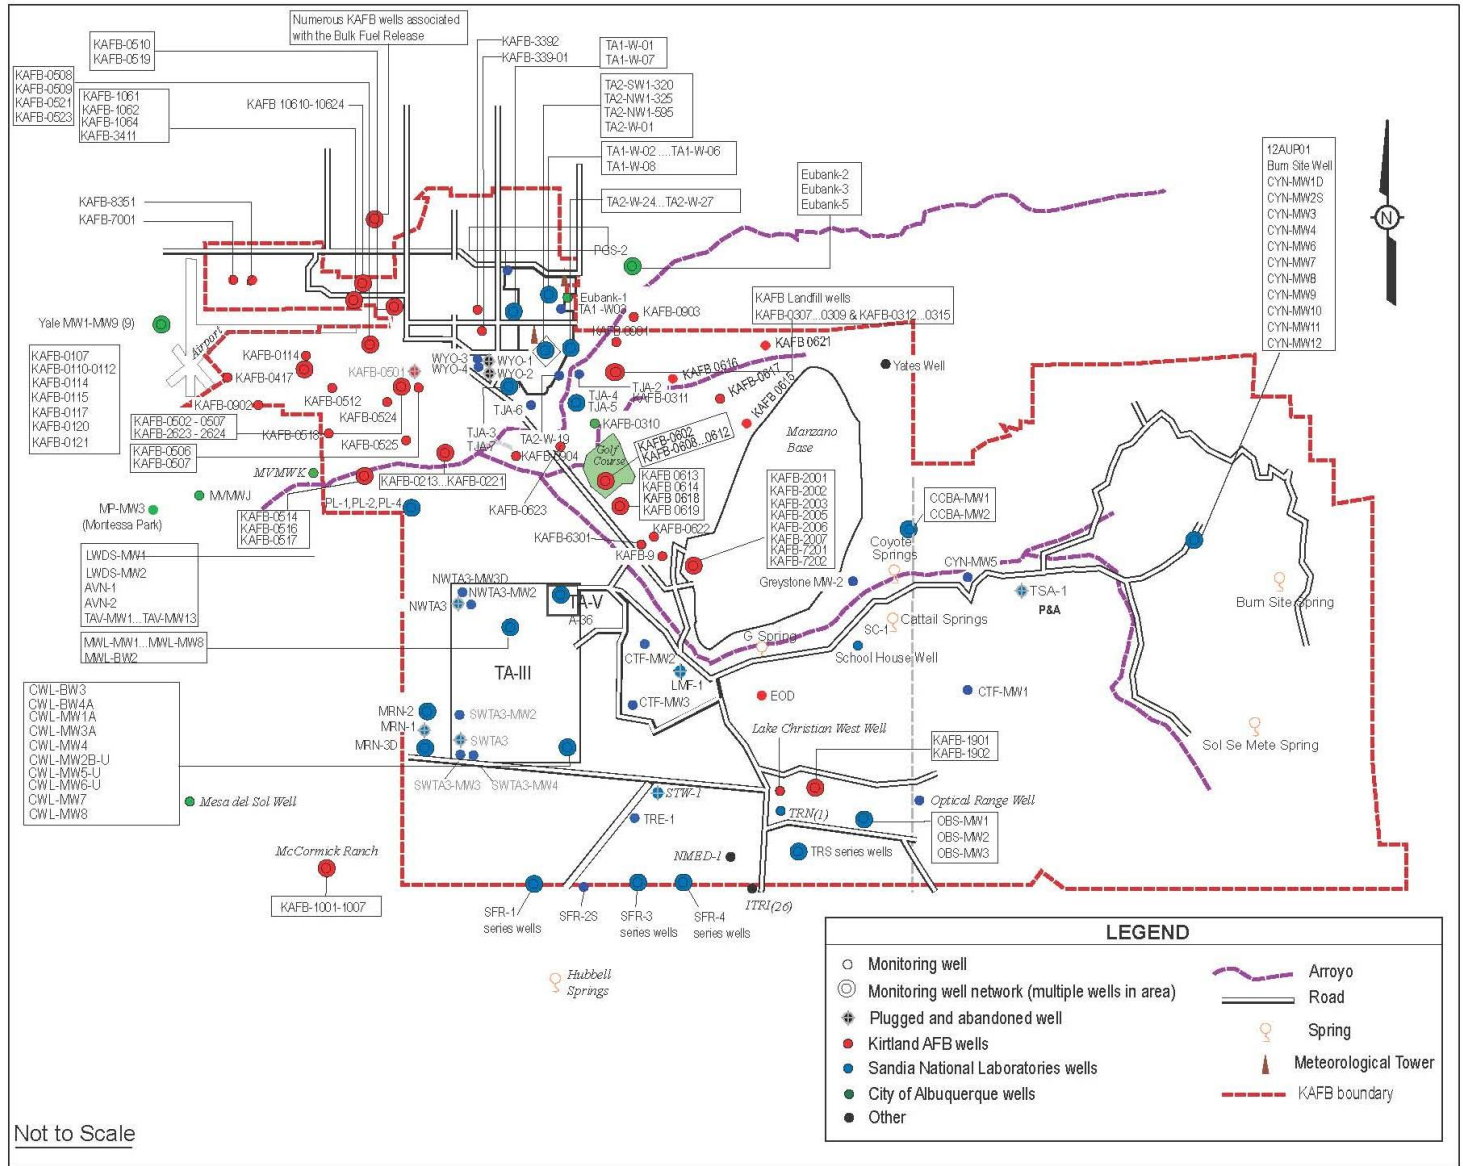 Numerous KAFB wells associated
with the Bulk Fuel Release
KAFB-0510
KAFB-0519
KAFB-3392
KAFB-339-01
TA1-W-01
TA1-W-07
KAFB-0508
KAFB-0509
KAFB-0521
KAFB-0523
KAFB-1061
KAFB-1062
KAFB-1064
KAFB-3411
KAFB 10610-10624
TA2-SW1-320
TA2-NW1-325
TA2-NW1-595
TA2-W-01
TA1-W-02....TA1-W-06
TA1-W-08
TA2-W-24...TA2-W-27
Eubank-2
Eubank-3
Eubank-5
12AUP01
Burn Site Well
CYN-MW1D
CYN-MW2S
CYN-MW3
CYN-MW4
CYN-MW6
CYN-MW7
CYN-MW8
CYN-MW9
CYN-MW10
CYN-MW11
CYN-MW12
N
KAFB-8351
KAFB-7001
PGS-2
Eubank-1
TA1-W03
KAFB-0903
KAFB-0901
KAFB Landfill wells
KAFB-0307...0309 & KAFB-0312...0315
Yale MW1-MW9 (9)
Airport
KAFB-0107
KAFB-0110-0112
KAFB-0114
KAFB-0115
KAFB-0117
KAFB-0120
KAFB-0121
KAFB-0114
KAFB-0417
KAFB-0501
KAFB-0902
KAFB-0512
KAFB-0524
KAFB-0502 - 0507
KAFB-2623 - 2624
KAFB-0518
KAFB-0525
KAFB-0506
KAFB-0507
WYO-3
WYO-4
WYO-1
WYO-2
TJA-2
TJA-4
TJA-5
TJA-6
TJA-3
TJA-7
KAFB-0311
KAFB-0310
KAFB 0621
KAFB 0616
KAFB-0617
KAFB 0615
Yates Well
TA2-W-19
KAFB-0904
Golf
Course
KAFB-0602
KAFB-0608...0612
KAFB 0613
KAFB 0614
KAFB 0618
KAFB 0619
Manzano
Base
KAFB-2001
KAFB-2002
KAFB-2003
KAFB-2005
KAFB-2006
KAFB-2007
KAFB-7201
KAFB-7202
MVMWK
MVMWJ
MP-MW3
(Montessa Park)
KAFB-0213...KAFB-0221
PL-1,PL-2,PL-4
KAFB-0514
KAFB-0516
KAFB-0517
KAFB-0623
KAFB-6301
KAFB-0622
KAFB-9
CCBA-MW1
CCBA-MW2
Coyote
Springs
CYN-MW5
Greystone MW-2
TSA-1
P&A
Burn Site Spring
LWDS-MW1
LWDS-MW2
AVN-1
AVN-2
TAV-MW1...TAV-MW13
NWTA3-MW3D
NWTA3-MW2
NWTA3
TA-V
A-36
MWL-MW1...MWL-MW8
MWL-BW2
TA-III
G Spring
SC-1
Cattail Springs
School House Well
CTF-MW2
LMF-1
CTF-MW3
EOD
CTF-MW1
CWL-BW3
CWL-BW4A
CWL-MW1A
CWL-MW3A
CWL-MW4
CWL-MW2B-U
CWL-MW5-U
CWL-MW6-U
CWL-MW7
CWL-MW8
MRN-2
MRN-1
MRN-3D
SWTA3-MW2
SWTA3
SWTA3-MW3
SWTA3-MW4
Lake Christian West Well
KAFB-1901
KAFB-1902
Sol Se Mete Spring
Mesa del Sol Well
STW-1
TRE-1
TRN(1)
Optical Range Well
OBS-MW1
OBS-MW2
OBS-MW3
TRS series wells
NMED-1
ITRI(26)
McCormick Ranch
KAFB-1001-1007
SFR-1
series wells
SFR-2S
SFR-3
series wells
SFR-4
series wells
Hubbell
Springs
LEGEND
Monitoring well
Monitoring well network (multiple wells in area)
Plugged and abandoned well
Kirtland AFB wells
Sandia National Laboratories wells
City of Albuquerque wells
Other
Arroyo
Road
Spring
Meteorological Tower
KAFB boundary
Not to Scale